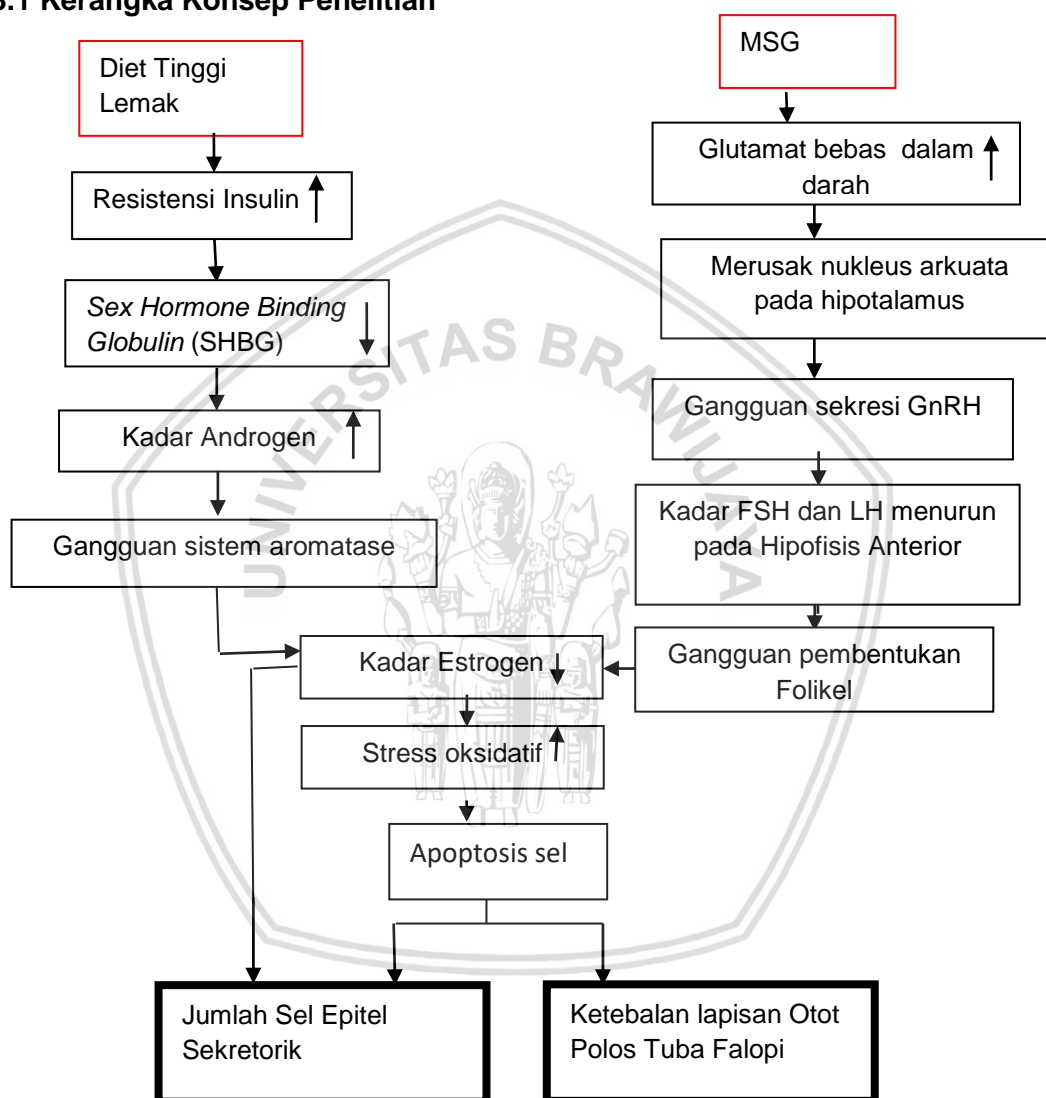 3.1 Kerangka Konsep Penelitian
Diet Tinggi
Lemak
Resistensi Insulin
Sex Hormone Binding
Globulin (SHBG)
Kadar Androgen
Gangguan sistem aromatase
MSG
Glutamat bebas dalam
darah
Merusak nukleus arkuata
pada hipotalamus
Gangguan sekresi GnRH
Kadar FSH dan LH menurun
pada Hipofisis Anterior
Gangguan pembentukan
Folikel
Kadar Estrogen
Stress oksidatif
Apoptosis sel
Jumlah Sel Epitel
Sekretorik
Ketebalan lapisan Otot
Polos Tuba Falopi
UNIVERSITAS BRAWIJAYA